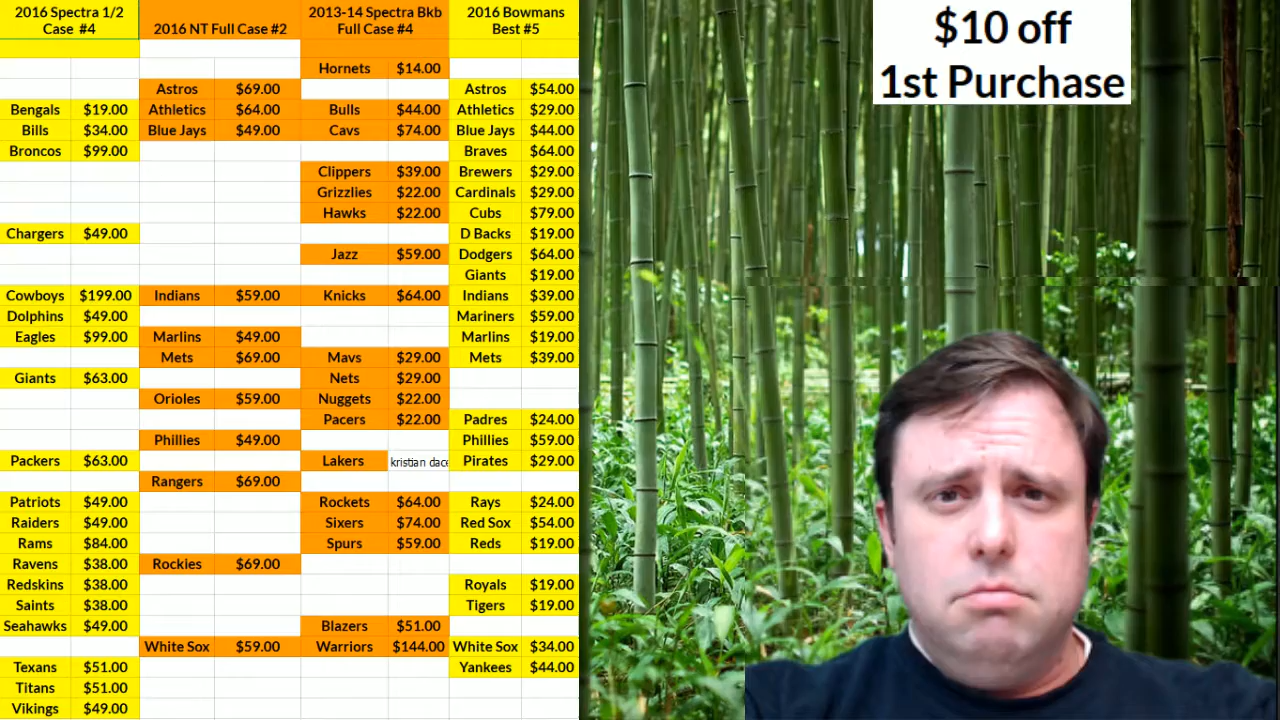 2016 Spectra 1/2 Case #4
2016 NT Full Case #2
2013-14 Spectra Bkb Full Case #4
2016 Bowmans Best #5
Hornets $14.00
Astros $69.00 Astros $54.00
Bengals $19.00 Athletics $64.00 Bulls $44.00 Athletics $29.00
Bills $34.00 Blue Jays $49.00 Cavs $74.00 Blue Jays $44.00
Broncos $99.00 Braves $64.00
Clippers $39.00 Brewers $29.00
Grizzlies $22.00 Cardinals $29.00
Hawks $22.00 Cubs $79.00
Chargers $49.00 D Backs $19.00
Jazz $59.00 Dodgers $64.00
Giants $19.00
Cowboys $199.00 Indians $59.00 Knicks $64.00 Indians $39.00
Dolphins $49.00 Mariners $59.00
Eagles $99.00 Marlins $49.00 Marlins $19.00
Mets $69.00 Mavs $29.00 Mets $39.00
Giants $63.00 Nets $29.00
Orioles $59.00 Nuggets $22.00
Pacers $22.00 Padres $24.00
Phillies $49.00 Phillies $59.00
Packers $63.00 Lakers kristian dace Pirates $29.00
Rangers $69.00
Patriots $49.00 Rockets $64.00 Rays $24.00
Raiders $49.00 Sixers $74.00 Red Sox $54.00
Rams $84.00 Spurs $59.00 Reds $19.00
Ravens $38.00 Rockies $69.00
Redskins $38.00 Royals $19.00
Saints $38.00 Tigers $19.00
Seahawks $49.00 Blazers $51.00
White Sox $59.00 Warriors $144.00 White Sox $34.00
Texans $51.00 Yankees $44.00
Titans $51.00
Vikings $49.00
$10 off
1st Purchase